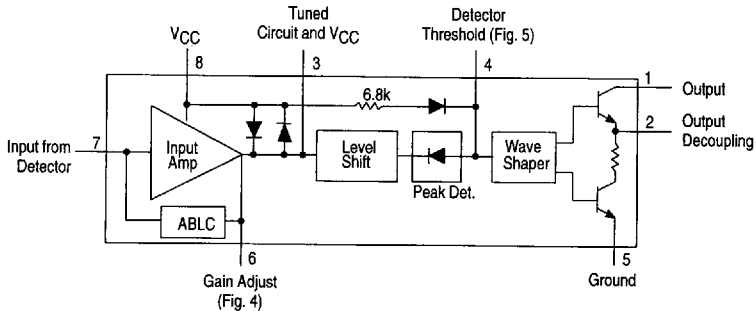 Tuned
Circuit and VCC
Detector
Threshold (Fig. 5)
VCC
8
3
4
1
Output
6.8k
2
Output
Decoupling
Input from
Detector
7
Input
Amp
Level
Shift
Peak Det.
Wave
Shaper
ABLC
6
Gain Adjust
(Fig. 4)
5
Ground